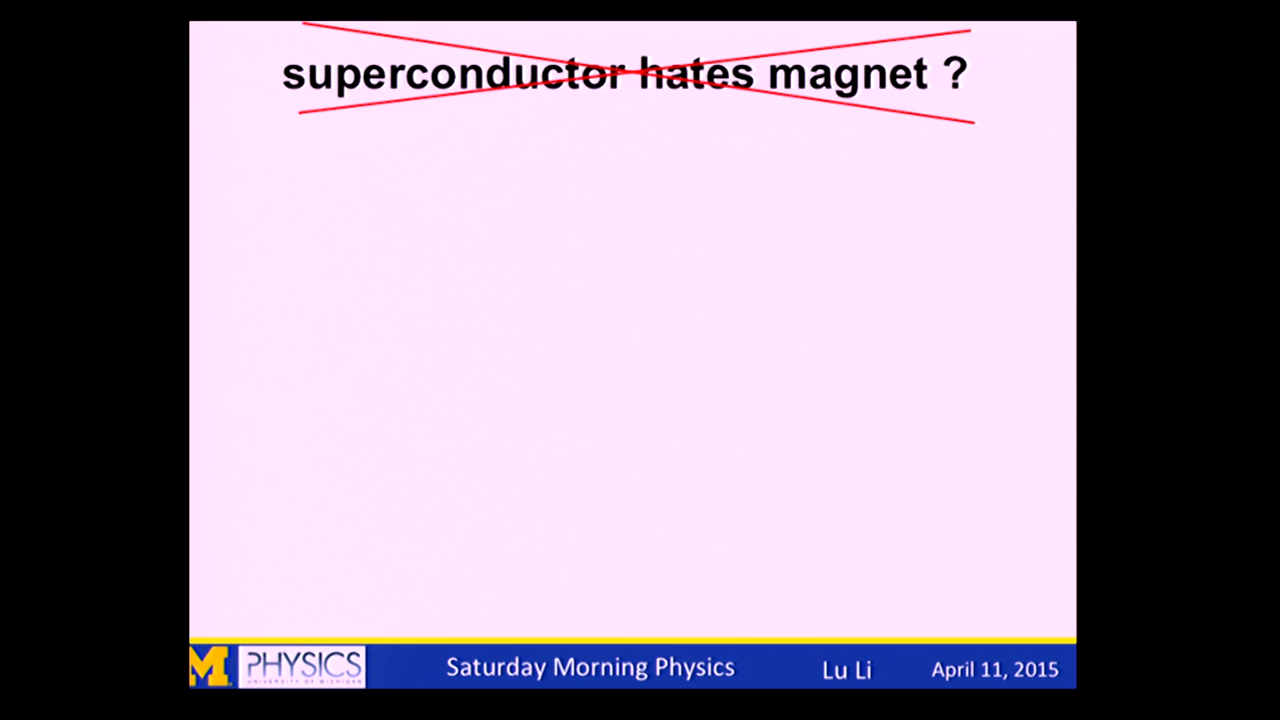 superconductor hates magnet ?
M PHYSICS
UNIVERSITY OF MICHIGAN
Saturday Morning Physics
Lu Li
April 11, 2015